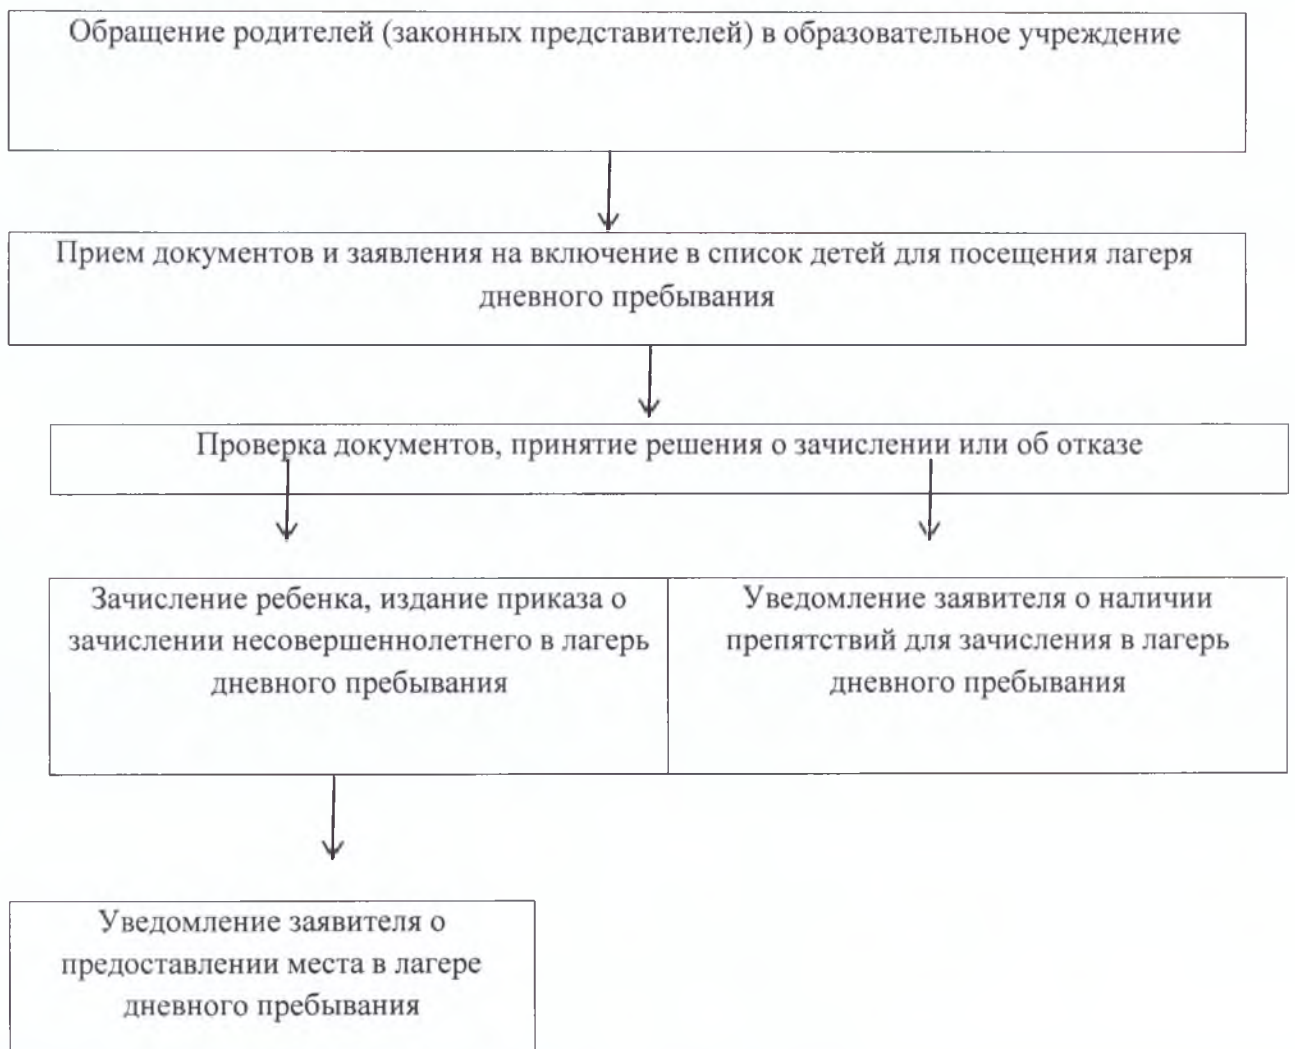 Обращение родителей (законных представителей) в образовательное учреждение
Прием документов и заявления на включение в список детей для посещения лагеря
дневного пребывания
Проверка документов, принятие решения о зачислении или об отказе
Зачисление ребенка, издание приказа о
зачислении несовершеннолетнего в лагерь
дневного пребывания
Уведомление заявителя о наличии
препятствий для зачисления в лагерь
дневного пребывания
Уведомление заявителя о
предоставлении места в лагере
дневного пребывания